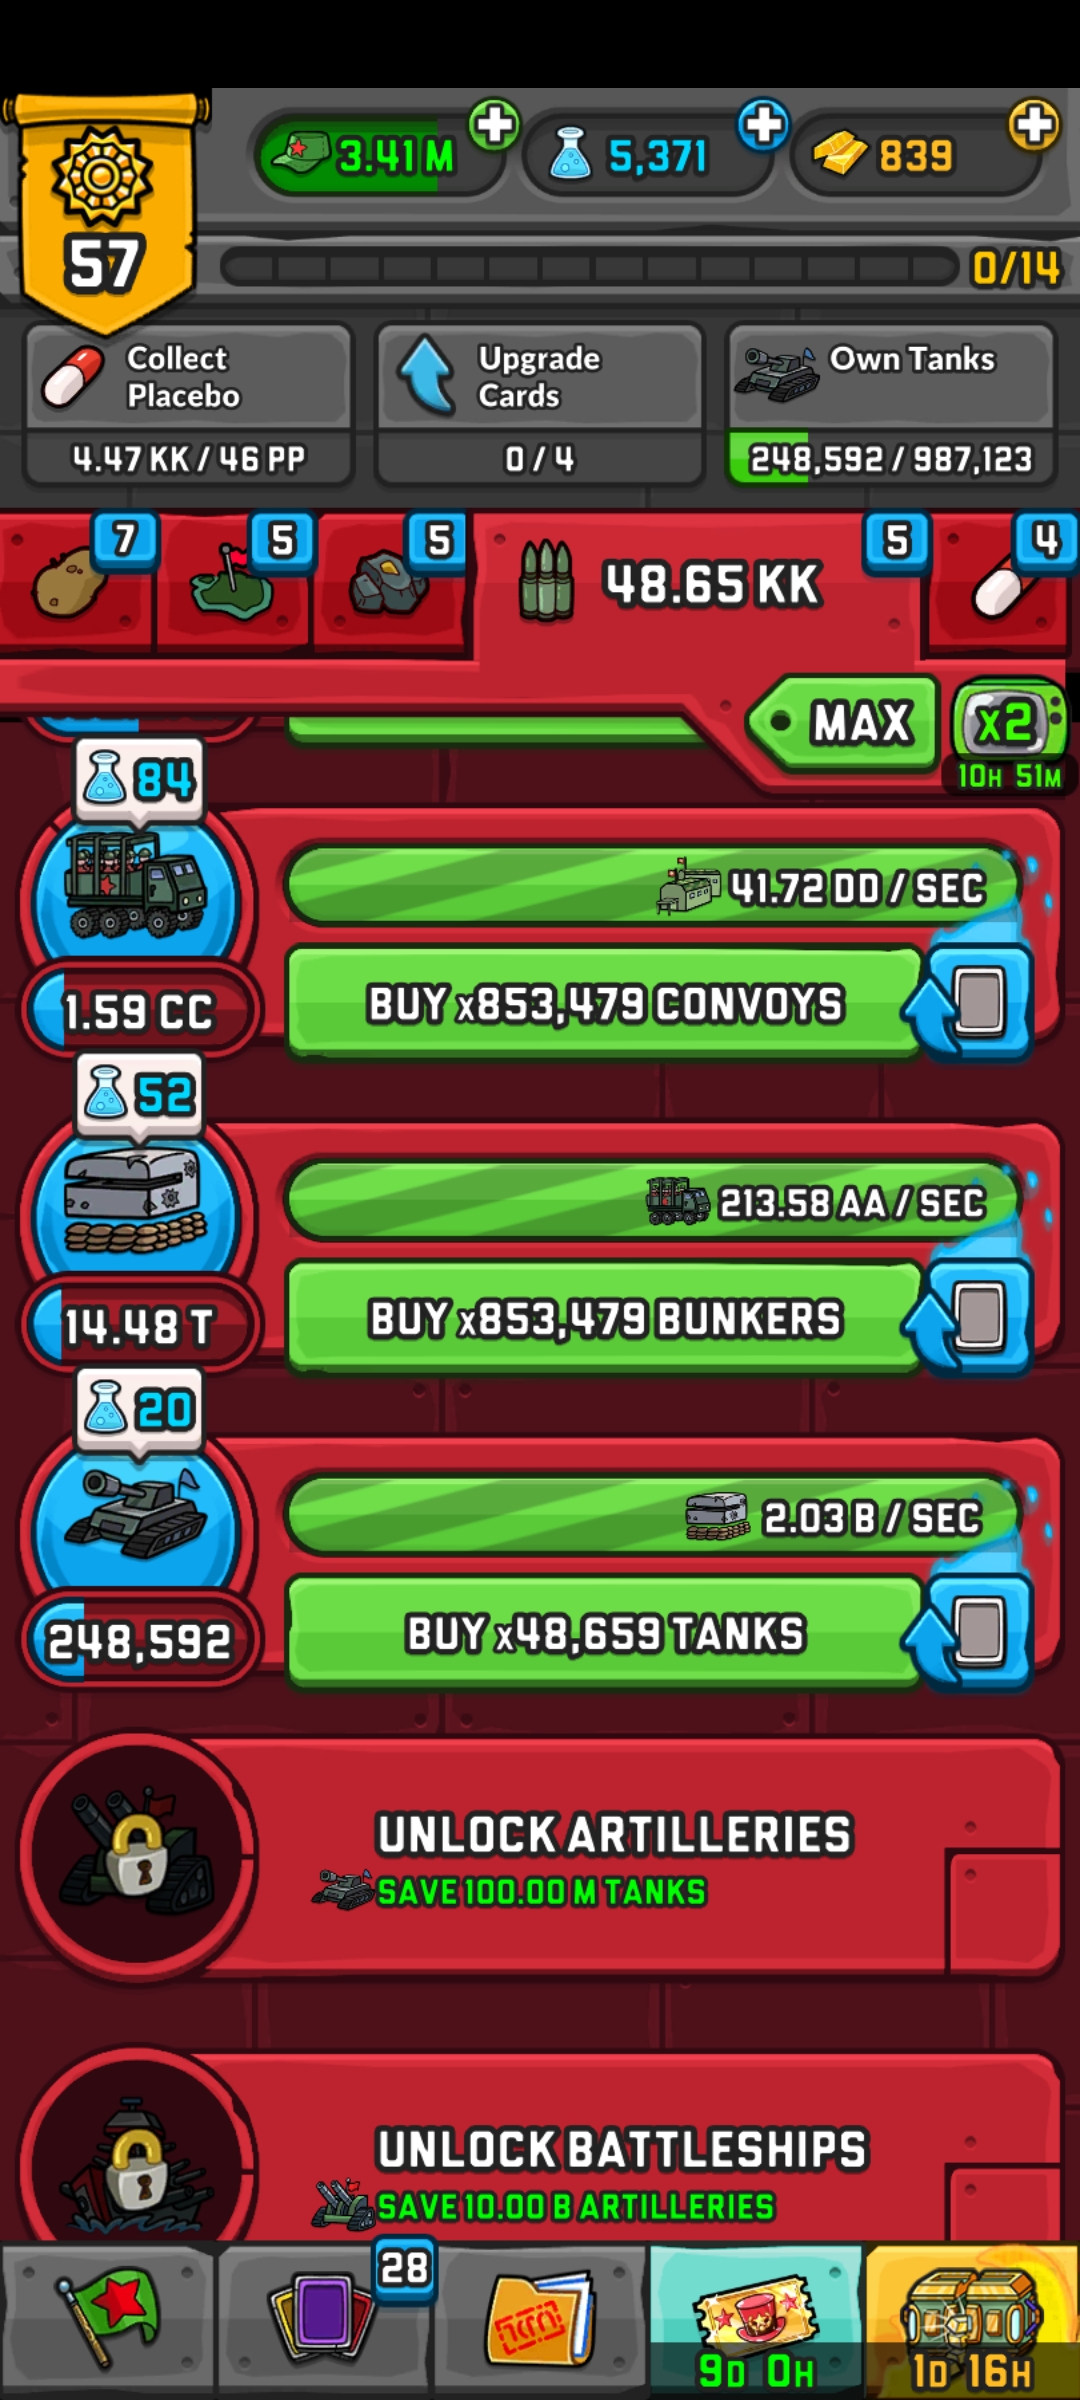 3.41 M
5,371
839
57
0/14
Collect
Placebo
4.47 KK / 46 PP
Upgrade
Cards
0 / 4
Own Tanks
248,592 / 987,123
7
5
5
48.65 KK
5
4
MAX
x2
10H 51M
84
41.72 DD / SEC
1.59 CC
BUY x853,479 CONVOYS
52
213.58 AA / SEC
14.48 T
BUY x853,479 BUNKERS
20
2.03 B / SEC
248,592
BUY x48,659 TANKS
UNLOCK ARTILLERIES
SAVE 100.00 M TANKS
UNLOCK BATTLESHIPS
SAVE 10.00 B ARTILLERIES
28
9D 0H
1D 16H